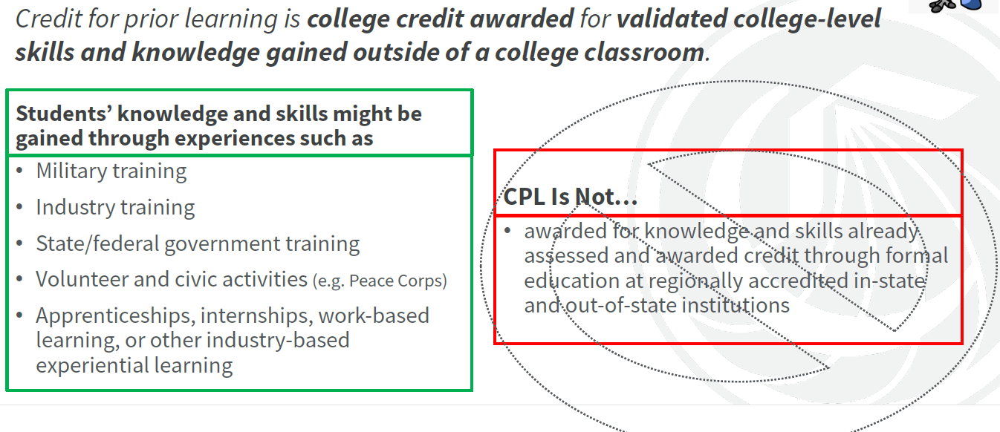 Credit for prior learning is college credit awarded for validated college-level
skills and knowledge gained outside of a college classroom.
Students’ knowledge and skills might be
gained through experiences such as
• Military training
• Industry training
• State/federal government training
• Volunteer and civic activities (e.g. Peace Corps)
• Apprenticeships, internships, work-based
learning, or other industry-based
experiential learning
CPL Is Not…
• awarded for knowledge and skills already
assessed and awarded credit through formal
education at regionally accredited in-state
and out-of-state institutions